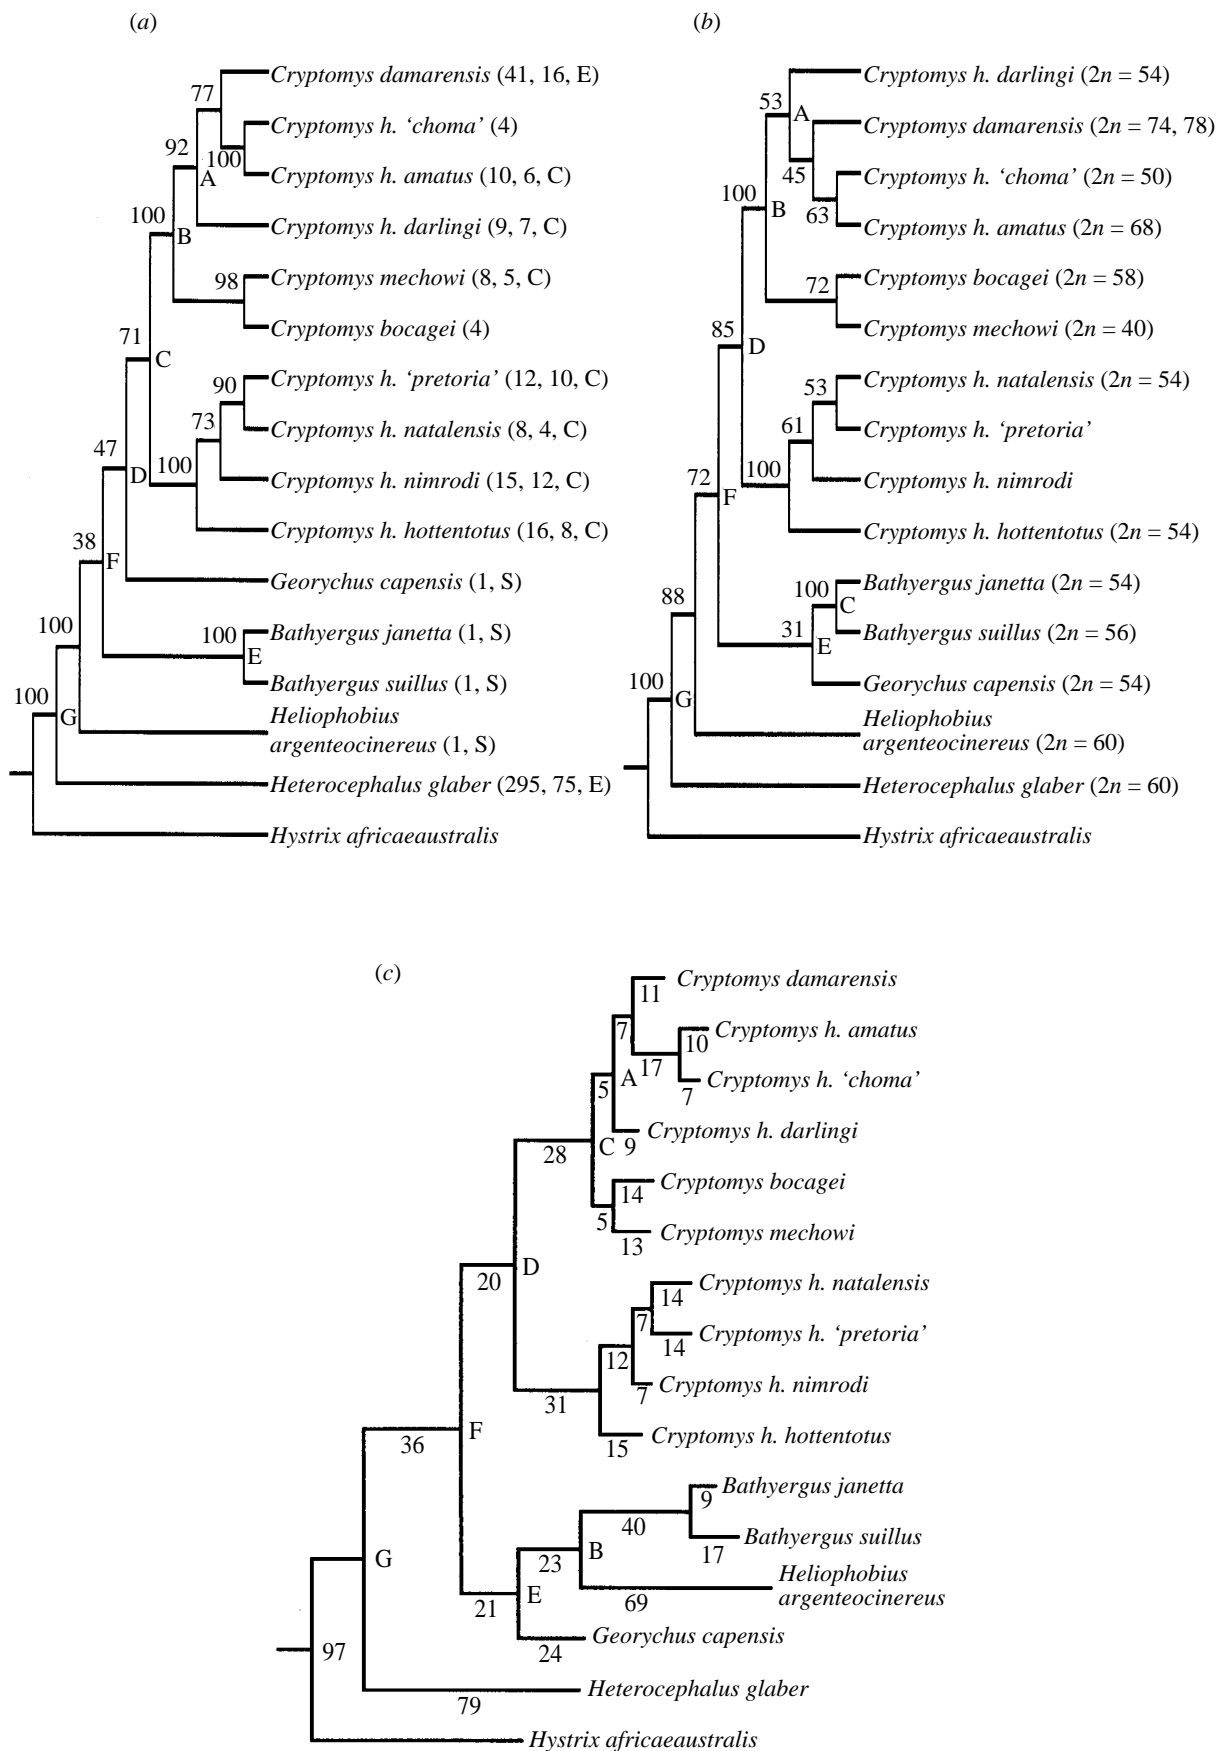 (a)
77
Cryptomys damarensis (41, 16, E)
Cryptomys h. ‘choma’ (4)
92
100
A
Cryptomys h. amatus (10, 6, C)
100
B
Cryptomys h. darlingi (9, 7, C)
98
Cryptomys mechowi (8, 5, C)
Cryptomys bocagei (4)
71
C
90
Cryptomys h. ‘pretoria’ (12, 10, C)
73
Cryptomys h. natalensis (8, 4, C)
47
D
100
Cryptomys h. nimrodi (15, 12, C)
Cryptomys h. hottentotus (16, 8, C)
38
F
Georychus capensis (1, S)
100
100
Bathyergus janetta (1, S)
E
Bathyergus suillus (1, S)
100
G
Heliophobius
argenteocinereus (1, S)
Heterocephalus glaber (295, 75, E)
Hystrix africaeaustralis
(b)
Cryptomys h. darlingi (2n = 54)
53
A
Cryptomys damarensis (2n = 74, 78)
45
Cryptomys h. ‘choma’ (2n = 50)
100
B
63
Cryptomys h. amatus (2n = 68)
72
Cryptomys bocagei (2n = 58)
Cryptomys mechowi (2n = 40)
85
D
53
Cryptomys h. natalensis (2n = 54)
61
Cryptomys h. ‘pretoria’
72
F
100
Cryptomys h. nimrodi
Cryptomys h. hottentotus (2n = 54)
88
100
Bathyergus janetta (2n = 54)
C
31
E
Bathyergus suillus (2n = 56)
100
G
Georychus capensis (2n = 54)
Heliophobius
argenteocinereus (2n = 60)
Heterocephalus glaber (2n = 60)
Hystrix africaeaustralis
(c)
11
Cryptomys damarensis
7
10
Cryptomys h. amatus
17
5
A
7
Cryptomys h. ‘choma’
28
C
9
Cryptomys h. darlingi
14
Cryptomys bocagei
5
13
Cryptomys mechowi
20
D
14
Cryptomys h. natalensis
7
14
Cryptomys h. ‘pretoria’
12
7
Cryptomys h. nimrodi
31
15
Cryptomys h. hottentotus
36
F
9
Bathyergus janetta
40
17
Bathyergus suillus
23
B
69
Heliophobius
argenteocinereus
21
E
24
Georychus capensis
G
97
79
Heterocephalus glaber
Hystrix africaeaustralis